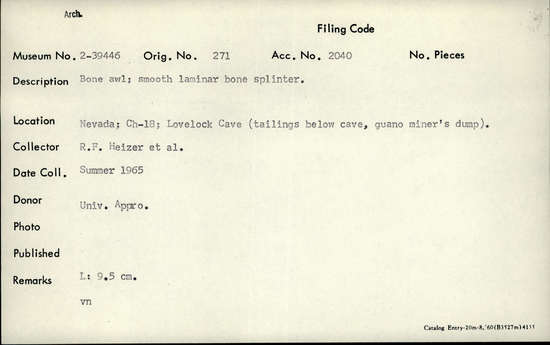 Arch.
Filing Code
Museum No. 2-39446 Orig. No. 271 Acc. No. 2040 No. Pieces
Description Bone awl; smooth laminar bone splinter.
Location Nevada; Ch-18; Lovelock Cave (tailings below cave, guano miner's dump).
Collector R.F. Heizer et al.
Date Coll. Summer 1965
Donor Univ. Appro.
Photo
Published
Remarks L: 9.5 cm.
vn
Catalog Entry-20m-8,'60(B3527m)4155